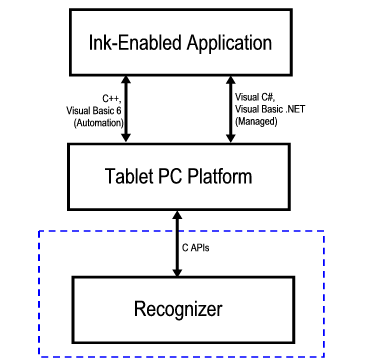 Ink-Enabled Application
C++,
Visual Basic 6
(Automation)
Visual C#,
Visual Basic .NET
(Managed)
Tablet PC Platform
C APIs
Recognizer